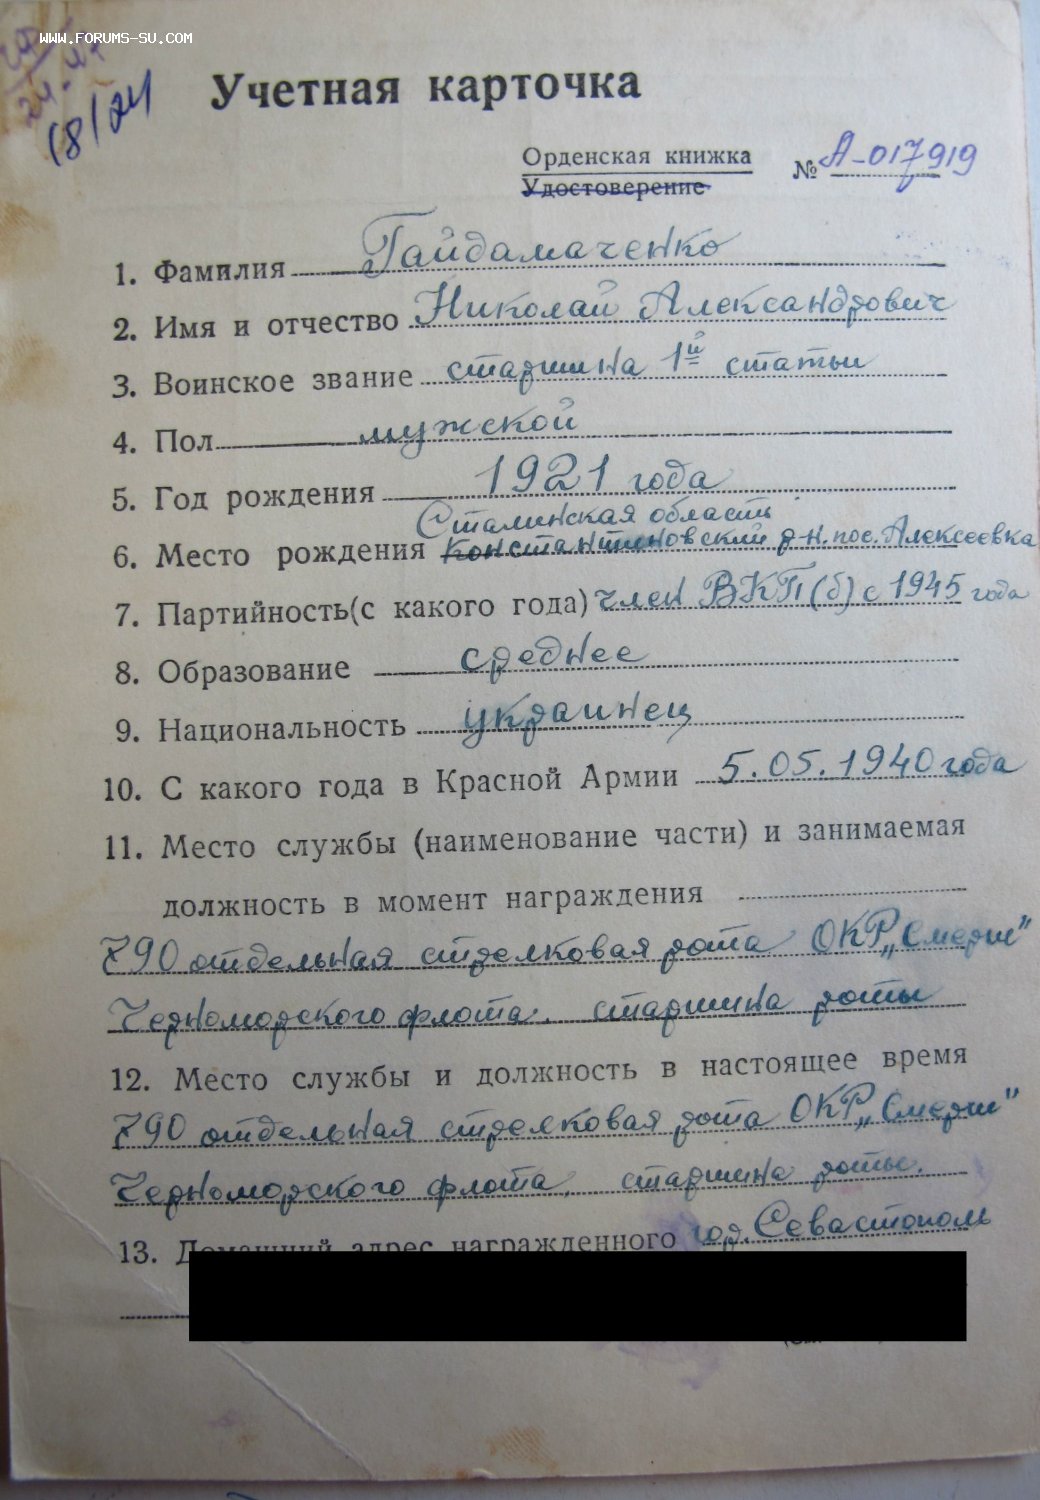 www.forums-su.com
18/24
Учетная карточка
Орденская книжка № А-017919
Удостоверение
1. Фамилия Гайдамаченко
2. Имя и отчество Николай Александрович
3. Воинское звание старшина 1й статьи
4. Пол мужской
5. Год рождения 1921 года
Сталинская область
6. Место рождения Константиновский р-н. пос. Алексеевка
7. Партийность(с какого года) член ВКП(б) с 1945 года
8. Образование среднее
9. Национальность украинец
10. С какого года в Красной Армии 5.05.1940 года
11. Место службы (наименование части) и занимаемая
должность в момент награждения
790 отдельная стрелковая рота ОКР „Смерш"
Черноморского флота. старшина роты
12. Место службы и должность в настоящее время
790 отдельная стрелковая рота ОКР „Смерш"
Черноморского флота. старшина роты.
13. Домашний адрес награжденного гор. Севастополь